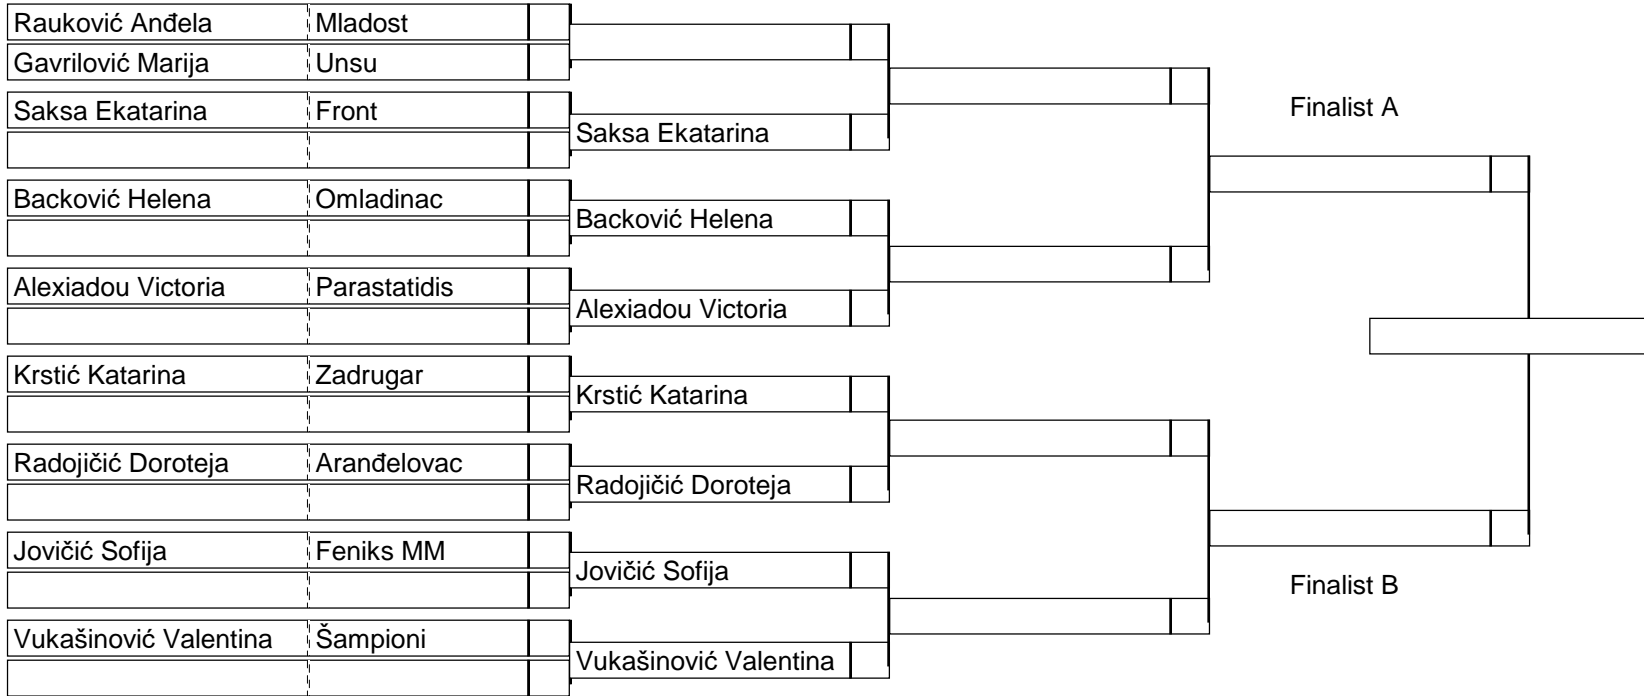 Rauković Anđela Mladost
Gavrilović Marija Unsu
Saksa Ekatarina Front
Saksa Ekatarina
Backović Helena Omladinac
Backović Helena
Alexiadou Victoria Parastatidis
Alexiadou Victoria
Krstić Katarina Zadrugar
Krstić Katarina
Radojičić Doroteja Aranđelovac
Radojičić Doroteja
Jovičić Sofija Feniks MM
Jovičić Sofija
Vukašinović Valentina Šampioni
Vukašinović Valentina
Finalist A
Finalist B